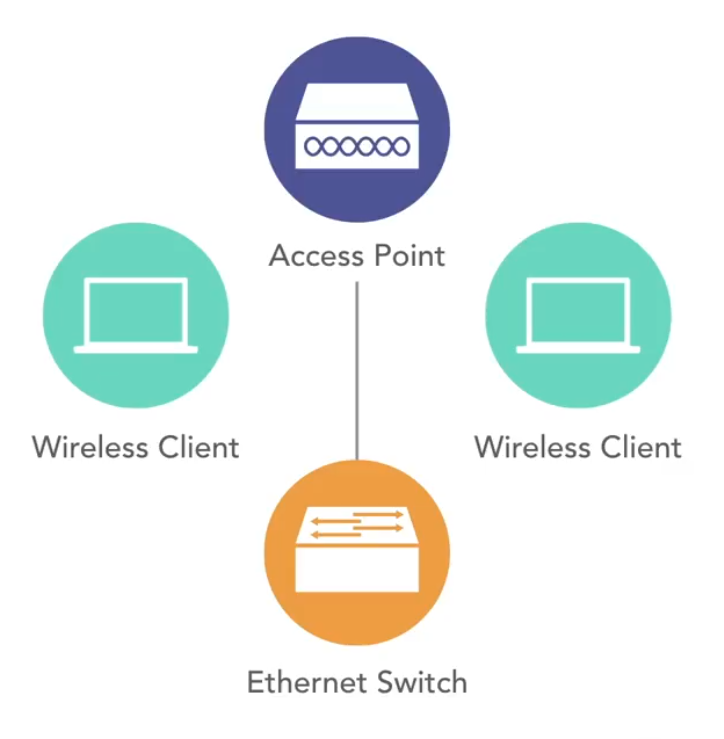 Access Point
Wireless Client
Wireless Client
Ethernet Switch